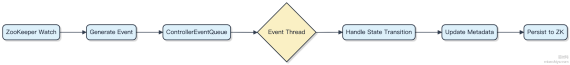 ZooKeeper Watch
Generate Event
ControllerEventQueue
Event Thread
Handle State Transition
Update Metadata
Persist to ZK